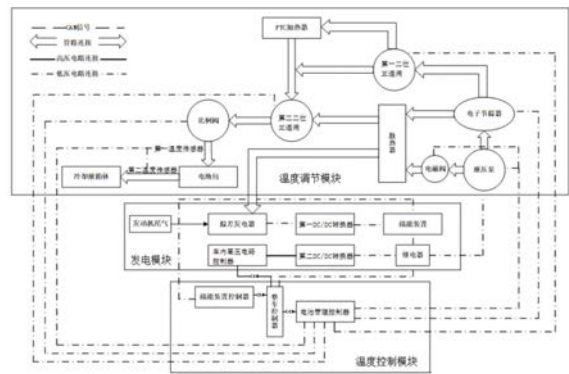 CAN信号
管路连接
高压电路连接
低压电路连接
PTC加热器
第一二位
三通阀
比例阀
第二二位
三通阀
散热器
电子节温器
第一温度传感器
第二温度传感器
冷却液箱体
电池包
电磁阀
液压泵
温度调节模块
发动机尾气
温差发电器
第一DC/DC转换器
储能装置
车内高压电路
控制器
第二DC/DC转换器
继电器
发电模块
储能装置控制器
整车控制器
电池管理控制器
温度控制模块